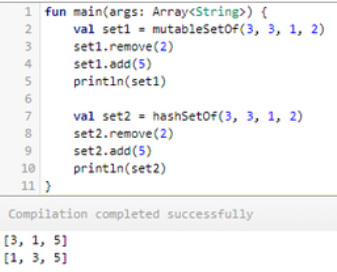 1 fun main(args: Array<String>) {
2     val set1 = mutableSetOf(3, 3, 1, 2)
3     set1.remove(2)
4     set1.add(5)
5     println(set1)
6
7     val set2 = hashSetOf(3, 3, 1, 2)
8     set2.remove(2)
9     set2.add(5)
10     println(set2)
11 }
Compilation completed successfully
[3, 1, 5]
[1, 3, 5]